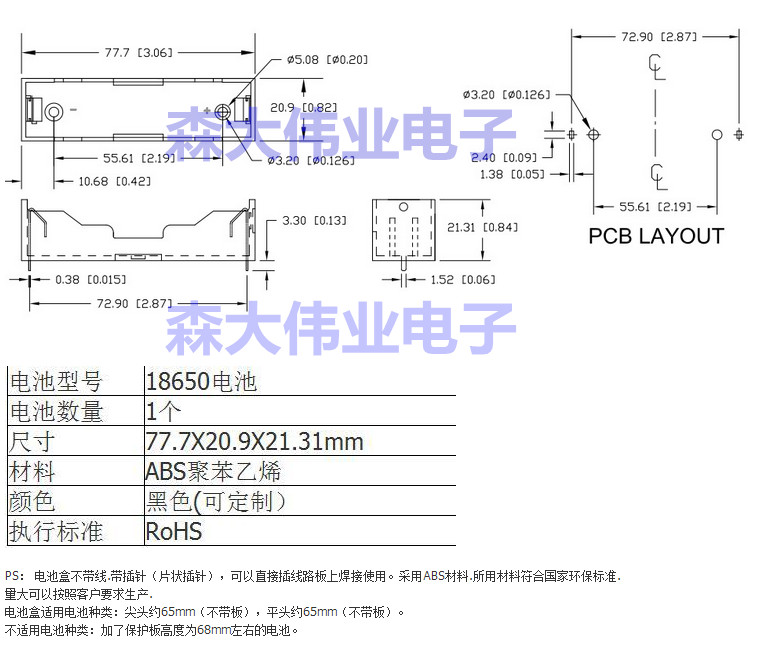 77.7 [3.06]
ø5.08 [ø0.20]
20.9 [0.82]
-
+
55.61 [2.19]
ø3.20 [ø0.126]
10.68 [0.42]
72.90 [2.87]
CL
ø3.20 [ø0.126]
2.40 [0.09]
1.38 [0.05]
CL
55.61 [2.19]
PCB LAYOUT
森大伟业电子
3.30 [0.13]
0.38 [0.015]
72.90 [2.87]
21.31 [0.84]
1.52 [0.06]
森大伟业电子
电池型号 18650电池
电池数量 1个
尺寸 77.7X20.9X21.31mm
材料 ABS聚苯乙烯
颜色 黑色(可定制）
执行标准 RoHS
PS： 电池盒不带线.带插针（片状插针），可以直接插线路板上焊接使用。采用ABS材料.所用材料符合国家环保标准.
量大可以按照客户要求生产.
电池盒适用电池种类：尖头约65mm（不带板），平头约65mm（不带板）。
不适用电池种类：加了保护板高度为68mm左右的电池。